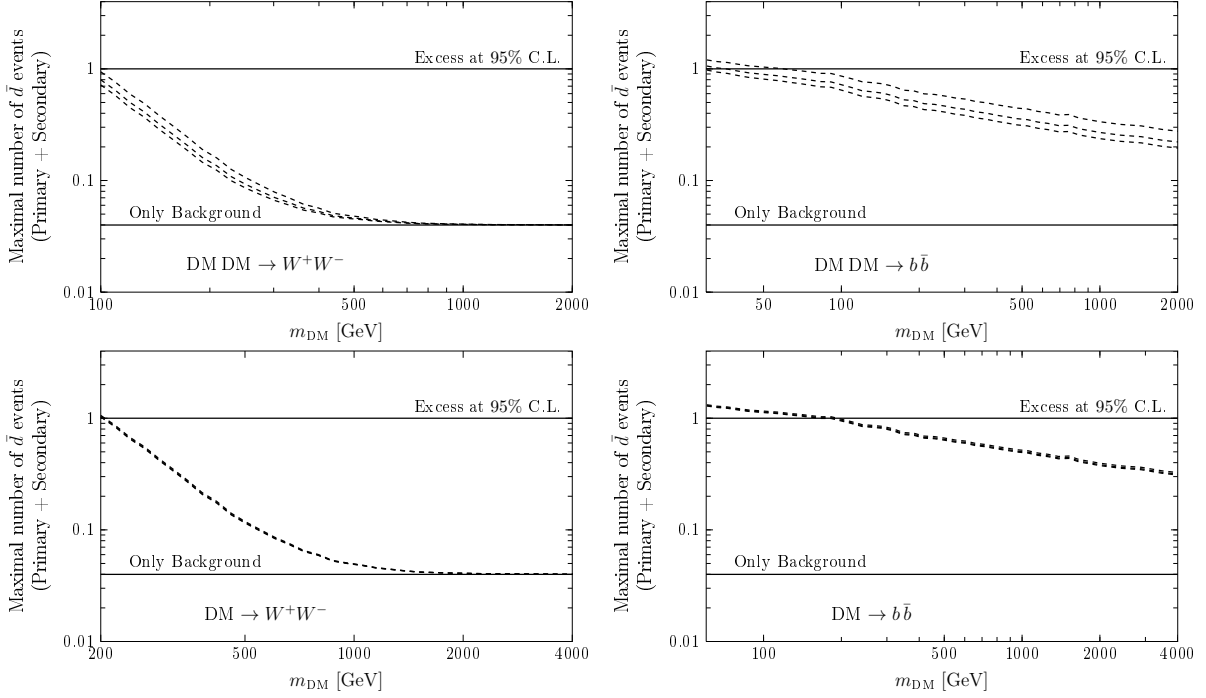 Maximal number of d̄ events
(Primary + Secondary)
1
0.1
0.01
Excess at 95% C.L.
Only Background
DM DM → W⁺W⁻
100
200
500
1000
2000
m_DM [GeV]
Maximal number of d̄ events
(Primary + Secondary)
1
0.1
0.01
Excess at 95% C.L.
Only Background
DM DM → b b̄
50
100
500
1000
2000
m_DM [GeV]
Maximal number of d̄ events
(Primary + Secondary)
1
0.1
0.01
Excess at 95% C.L.
Only Background
DM → W⁺W⁻
200
500
1000
4000
m_DM [GeV]
Maximal number of d̄ events
(Primary + Secondary)
1
0.1
0.01
Excess at 95% C.L.
Only Background
DM → b b̄
100
500
1000
4000
m_DM [GeV]